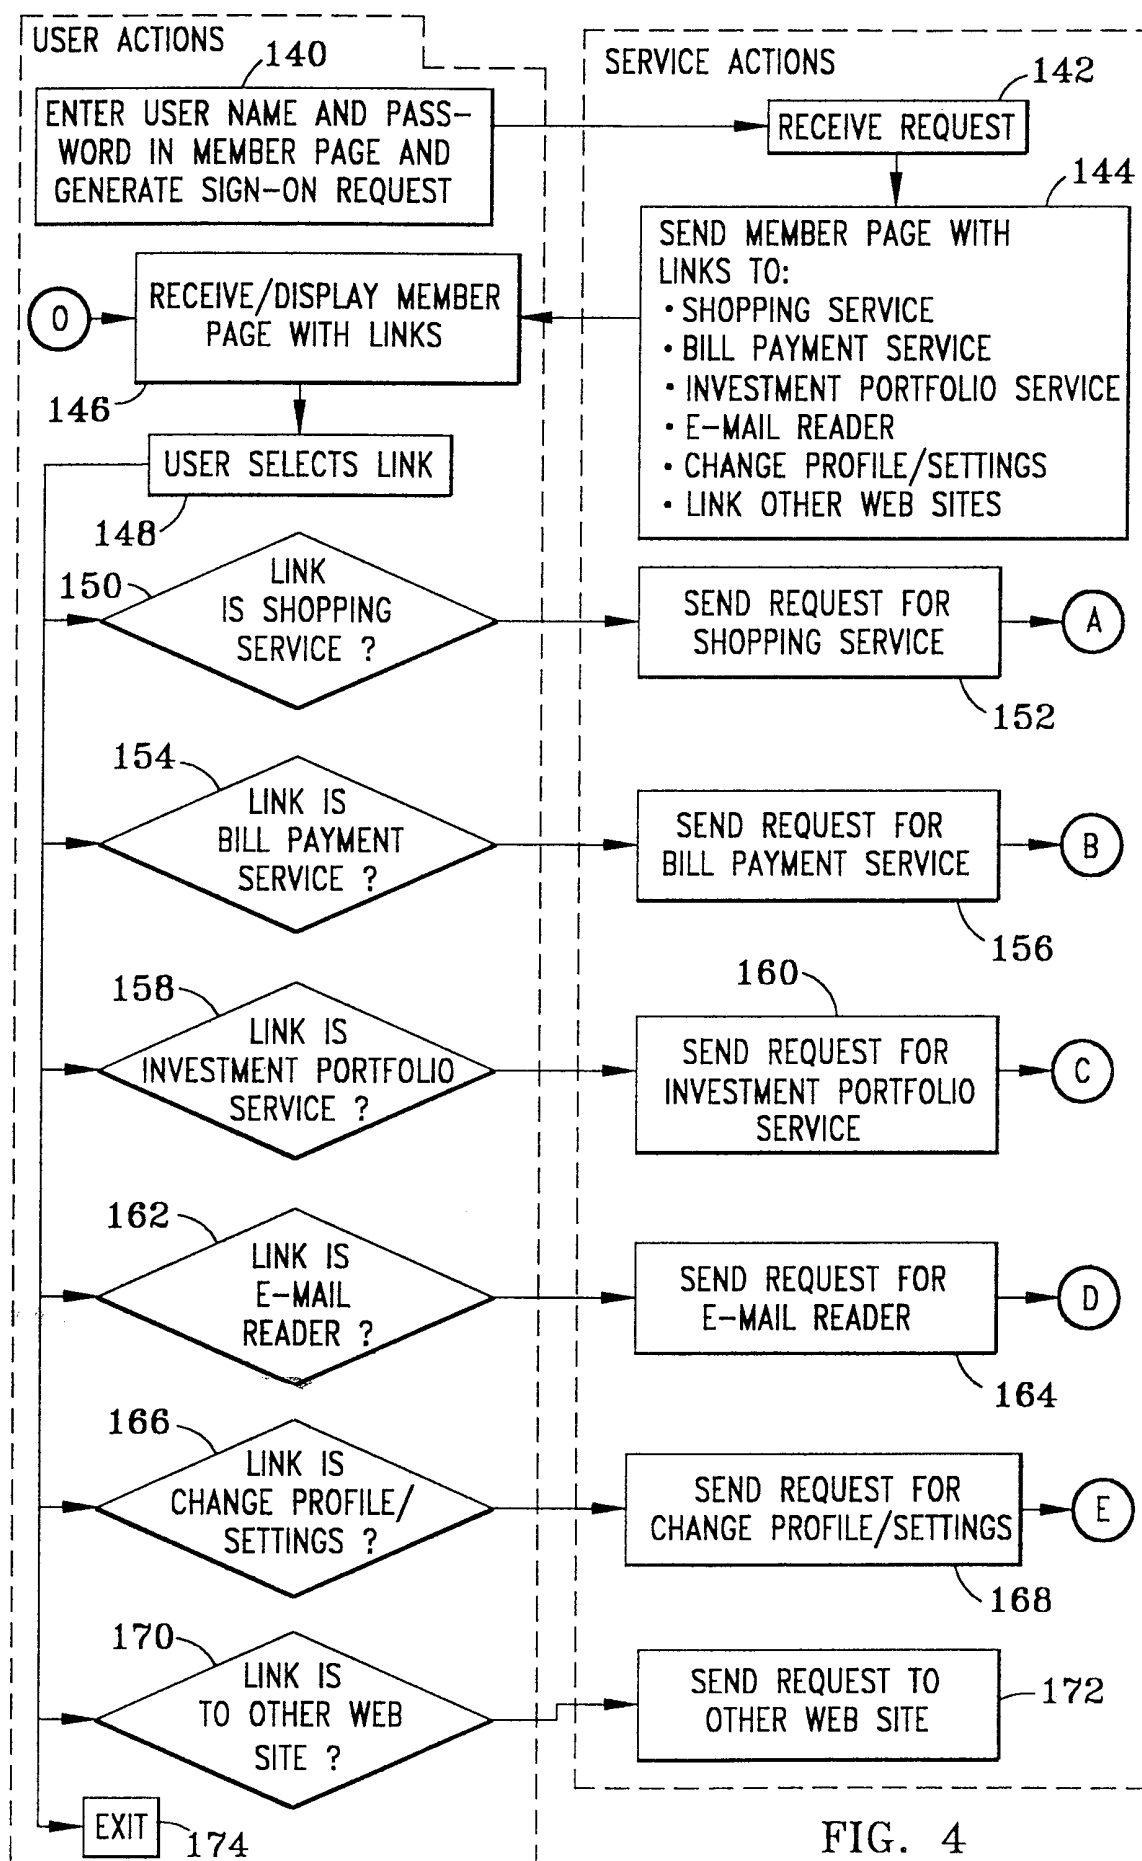 USER ACTIONS
140
ENTER USER NAME AND PASS-
WORD IN MEMBER PAGE AND
GENERATE SIGN-ON REQUEST
SERVICE ACTIONS
142
RECEIVE REQUEST
144
SEND MEMBER PAGE WITH
LINKS TO:
• SHOPPING SERVICE
• BILL PAYMENT SERVICE
• INVESTMENT PORTFOLIO SERVICE
• E-MAIL READER
• CHANGE PROFILE/SETTINGS
• LINK OTHER WEB SITES
O
RECEIVE/DISPLAY MEMBER
PAGE WITH LINKS
146
USER SELECTS LINK
148
150
LINK
IS SHOPPING
SERVICE ?
SEND REQUEST FOR
SHOPPING SERVICE
A
152
154
LINK IS
BILL PAYMENT
SERVICE ?
SEND REQUEST FOR
BILL PAYMENT SERVICE
B
156
158
LINK IS
INVESTMENT PORTFOLIO
SERVICE ?
160
SEND REQUEST FOR
INVESTMENT PORTFOLIO
SERVICE
C
162
LINK IS
E-MAIL
READER ?
SEND REQUEST FOR
E-MAIL READER
D
164
166
LINK IS
CHANGE PROFILE/
SETTINGS ?
SEND REQUEST FOR
CHANGE PROFILE/SETTINGS
E
168
170
LINK IS
TO OTHER WEB
SITE ?
SEND REQUEST TO
OTHER WEB SITE
172
EXIT
174
FIG. 4